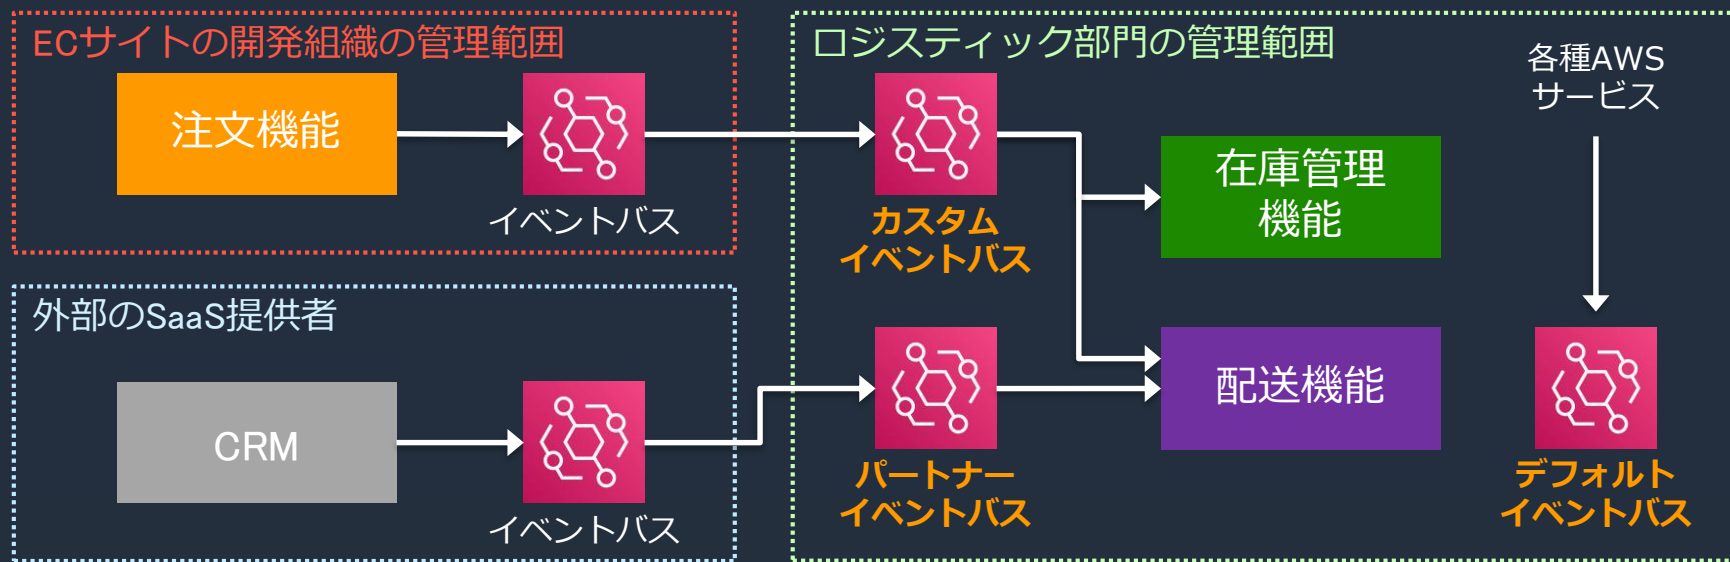 ECサイトの開発組織の管理範囲
注文機能
イベントバス
外部のSaaS提供者
CRM
イベントバス
ロジスティック部門の管理範囲
カスタム
イベントバス
パートナー
イベントバス
在庫管理
機能
配送機能
各種AWS
サービス
デフォルト
イベントバス